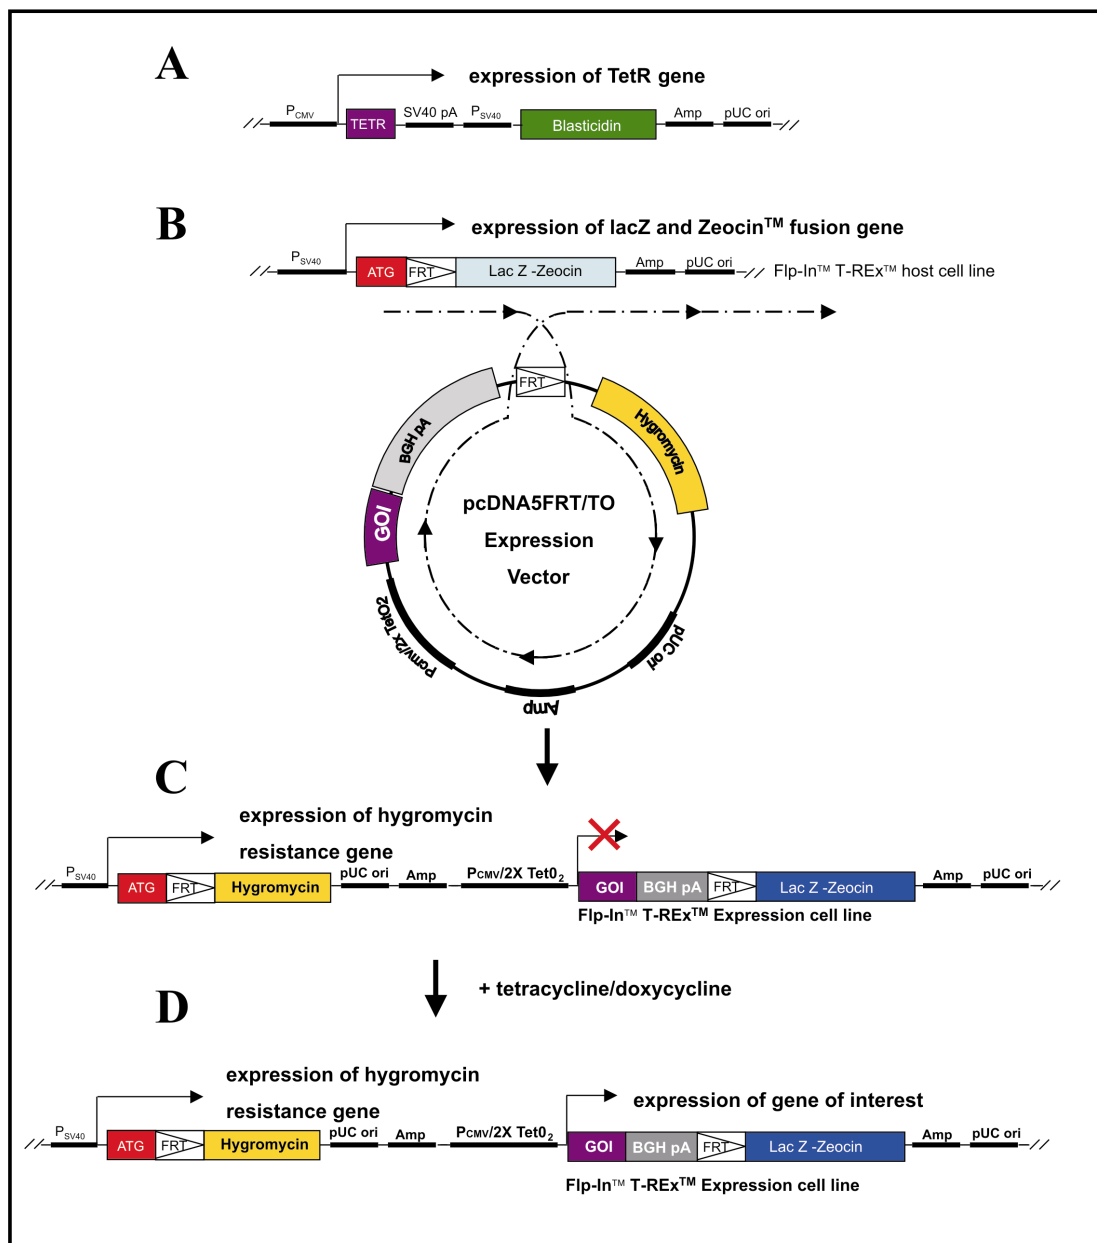 A
expression of TetR gene
PCMV
TETR
SV40 pA
PSV40
Blasticidin
Amp
pUC ori
B
expression of lacZ and Zeocin™ fusion gene
PSV40
ATG
FRT
Lac Z -Zeocin
Amp
pUC ori
Flp-In™ T-REx™ host cell line
FRT
BGH pA
Hygromycin
GOI
pcDNA5FRT/TO
Expression
Vector
Pcmv/2x TetO2
pUC ori
Amp
C
expression of hygromycin
resistance gene
PSV40
ATG
FRT
Hygromycin
pUC ori
Amp
PCMV/2X Tet02
GOI
BGH pA
FRT
Lac Z -Zeocin
Amp
pUC ori
Flp-In™ T-REx™ Expression cell line
+ tetracycline/doxycycline
D
expression of hygromycin
resistance gene
expression of gene of interest
PSV40
ATG
FRT
Hygromycin
pUC ori
Amp
PCMV/2X Tet02
GOI
BGH pA
FRT
Lac Z -Zeocin
Amp
pUC ori
Flp-In™ T-REx™ Expression cell line